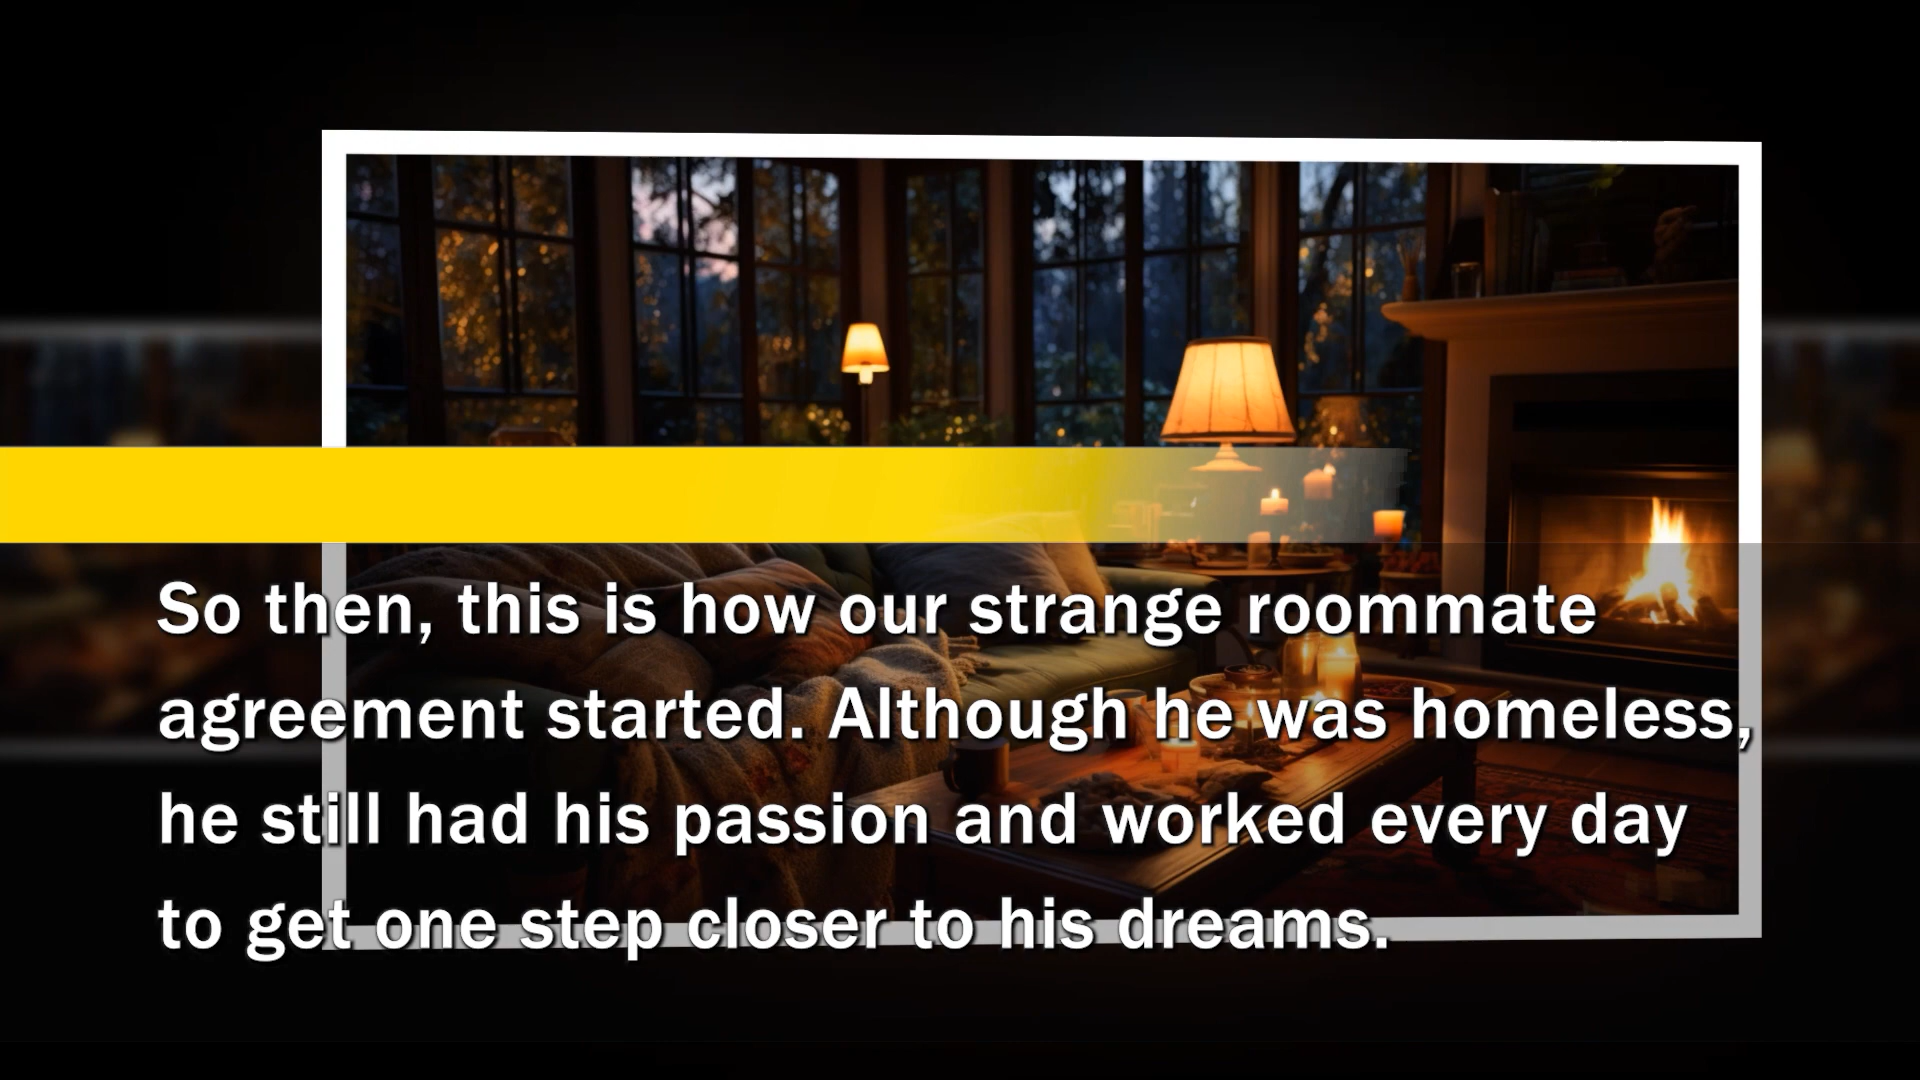 So then, this is how our strange roommate
agreement started. Although he was homeless,
he still had his passion and worked every day
to get one step closer to his dreams.